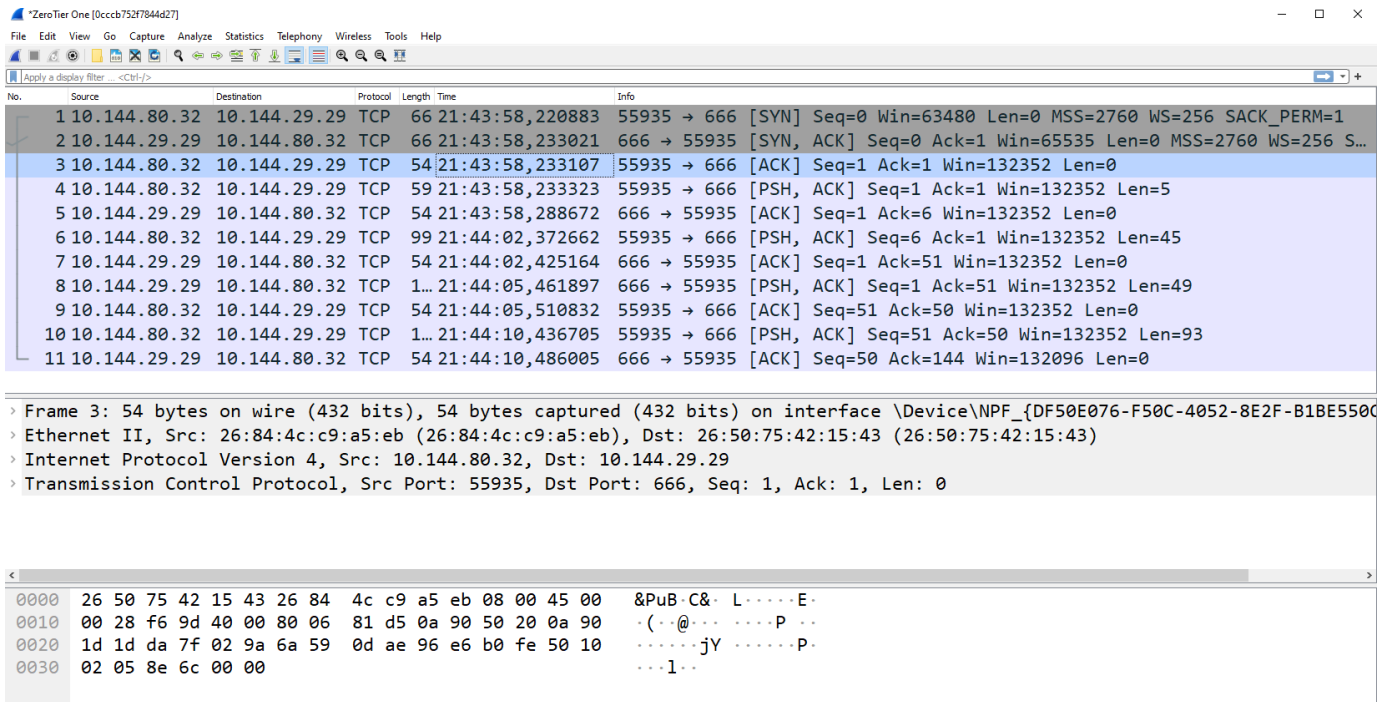 *ZeroTier One [0cccb752f7844d27]
File Edit View Go Capture Analyze Statistics Telephony Wireless Tools Help
Apply a display filter ... <Ctrl-/>
No. Source Destination Protocol Length Time Info
1 10.144.80.32 10.144.29.29 TCP 66 21:43:58,220883 55935 → 666 [SYN] Seq=0 Win=63480 Len=0 MSS=2760 WS=256 SACK_PERM=1
2 10.144.29.29 10.144.80.32 TCP 66 21:43:58,233021 666 → 55935 [SYN, ACK] Seq=0 Ack=1 Win=65535 Len=0 MSS=2760 WS=256 S…
3 10.144.80.32 10.144.29.29 TCP 54 21:43:58,233107 55935 → 666 [ACK] Seq=1 Ack=1 Win=132352 Len=0
4 10.144.80.32 10.144.29.29 TCP 59 21:43:58,233323 55935 → 666 [PSH, ACK] Seq=1 Ack=1 Win=132352 Len=5
5 10.144.29.29 10.144.80.32 TCP 54 21:43:58,288672 666 → 55935 [ACK] Seq=1 Ack=6 Win=132352 Len=0
6 10.144.80.32 10.144.29.29 TCP 99 21:44:02,372662 55935 → 666 [PSH, ACK] Seq=6 Ack=1 Win=132352 Len=45
7 10.144.29.29 10.144.80.32 TCP 54 21:44:02,425164 666 → 55935 [ACK] Seq=1 Ack=51 Win=132352 Len=0
8 10.144.29.29 10.144.80.32 TCP 1… 21:44:05,461897 666 → 55935 [PSH, ACK] Seq=1 Ack=51 Win=132352 Len=49
9 10.144.80.32 10.144.29.29 TCP 54 21:44:05,510832 55935 → 666 [ACK] Seq=51 Ack=50 Win=132352 Len=0
10 10.144.80.32 10.144.29.29 TCP 1… 21:44:10,436705 55935 → 666 [PSH, ACK] Seq=51 Ack=50 Win=132352 Len=93
11 10.144.29.29 10.144.80.32 TCP 54 21:44:10,486005 666 → 55935 [ACK] Seq=50 Ack=144 Win=132096 Len=0
Frame 3: 54 bytes on wire (432 bits), 54 bytes captured (432 bits) on interface \Device\NPF_{DF50E076-F50C-4052-8E2F-B1BE550C
Ethernet II, Src: 26:84:4c:c9:a5:eb (26:84:4c:c9:a5:eb), Dst: 26:50:75:42:15:43 (26:50:75:42:15:43)
Internet Protocol Version 4, Src: 10.144.80.32, Dst: 10.144.29.29
Transmission Control Protocol, Src Port: 55935, Dst Port: 666, Seq: 1, Ack: 1, Len: 0
0000 26 50 75 42 15 43 26 84 4c c9 a5 eb 08 00 45 00 &PuB·C&· L·····E·
0010 00 28 f6 9d 40 00 80 06 81 d5 0a 90 50 20 0a 90 ·(··@··· ····P ··
0020 1d 1d da 7f 02 9a 6a 59 0d ae 96 e6 b0 fe 50 10 ······jY ······P·
0030 02 05 8e 6c 00 00 ···l··